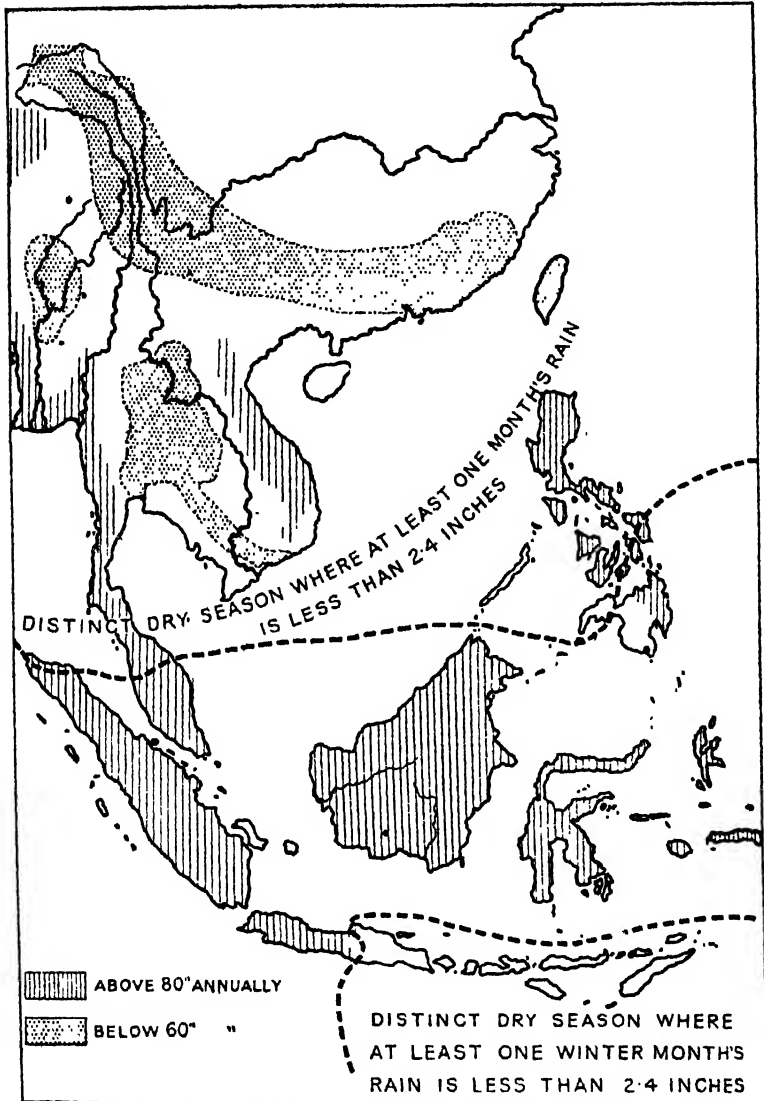 DISTINCT DRY SEASON WHERE AT LEAST ONE MONTH'S RAIN
IS LESS THAN 2·4 INCHES
ABOVE 80" ANNUALLY
BELOW 60" "
DISTINCT DRY SEASON WHERE
AT LEAST ONE WINTER MONTH'S
RAIN IS LESS THAN 2·4 INCHES